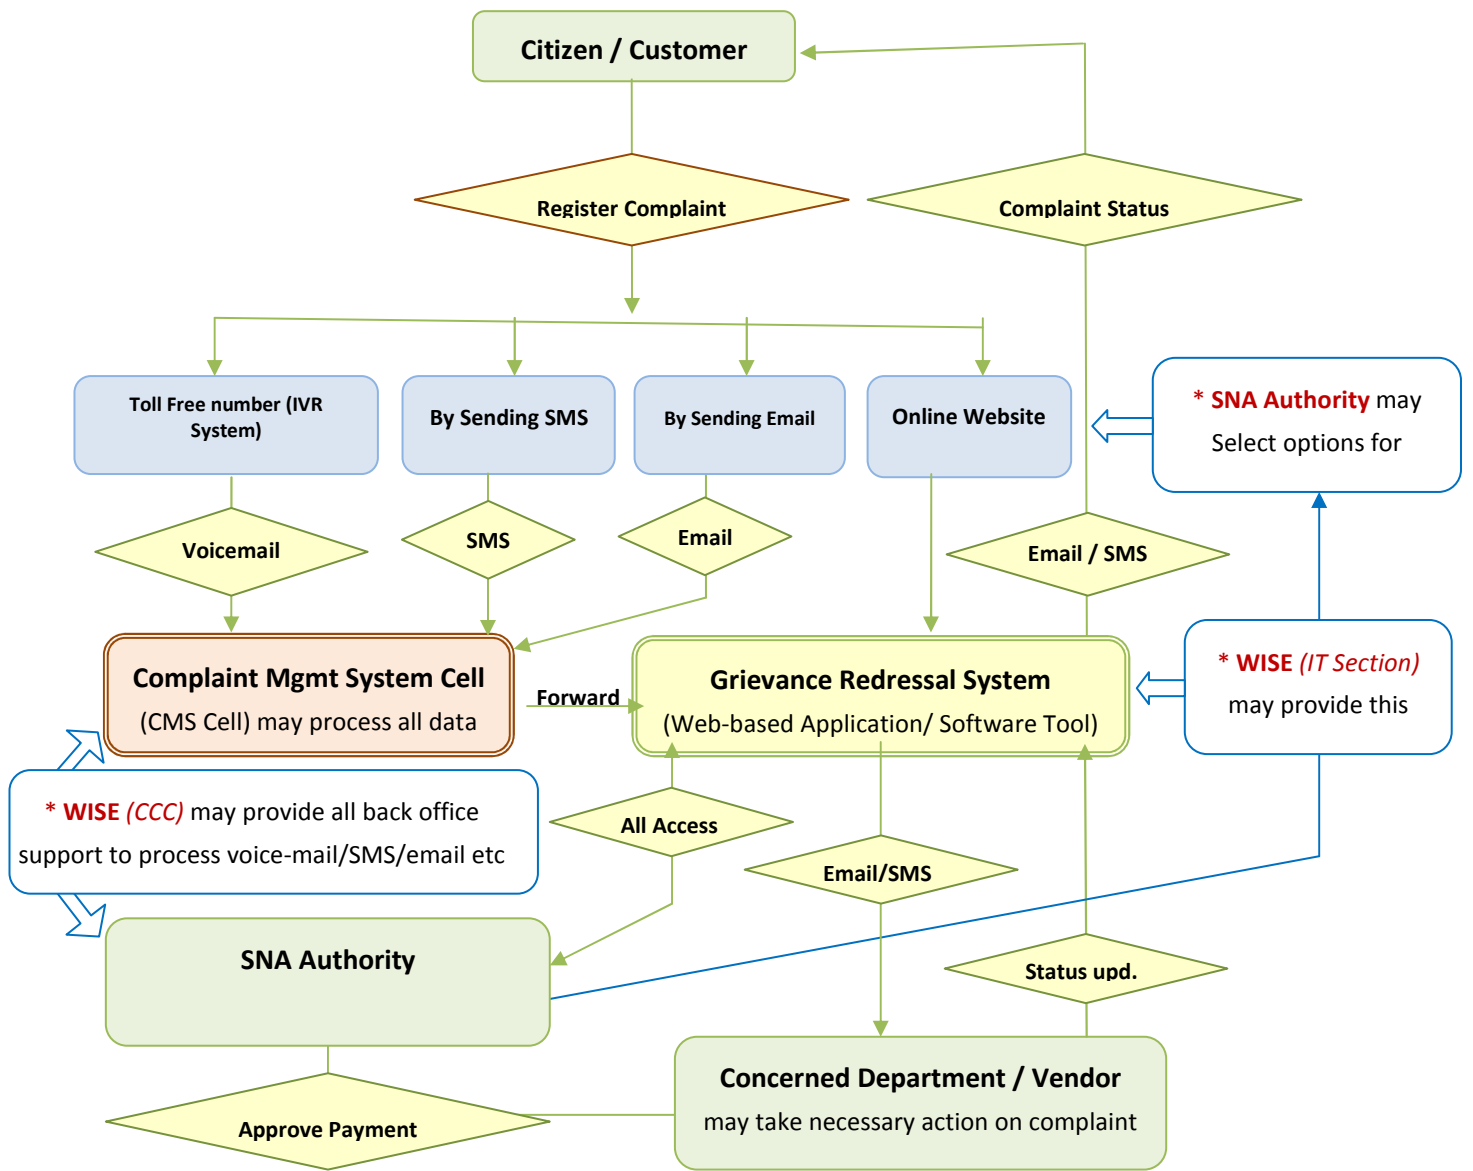 Citizen / Customer
Register Complaint
Complaint Status
Toll Free number (IVR
System)
By Sending SMS
By Sending Email
Online Website
* SNA Authority may
Select options for
Voicemail
SMS
Email
Email / SMS
Complaint Mgmt System Cell
(CMS Cell) may process all data
Forward
Grievance Redressal System
(Web-based Application/ Software Tool)
* WISE (IT Section)
may provide this
* WISE (CCC) may provide all back office
support to process voice-mail/SMS/email etc
All Access
Email/SMS
SNA Authority
Status upd.
Concerned Department / Vendor
may take necessary action on complaint
Approve Payment